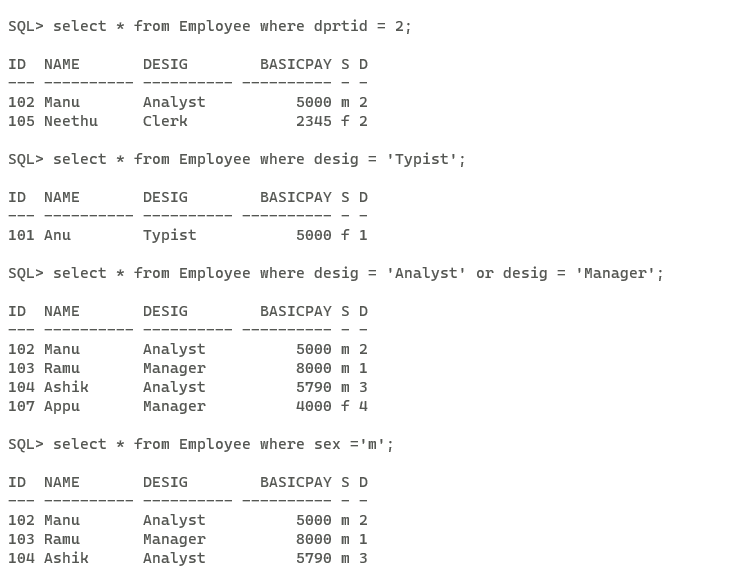 SQL> select * from Employee where dprtid = 2;
ID  NAME       DESIG        BASICPAY S D
--- ---------- ---------- ---------- - -
102 Manu       Analyst          5000 m 2
105 Neethu     Clerk            2345 f 2
SQL> select * from Employee where desig = 'Typist';
ID  NAME       DESIG        BASICPAY S D
--- ---------- ---------- ---------- - -
101 Anu        Typist           5000 f 1
SQL> select * from Employee where desig = 'Analyst' or desig = 'Manager';
ID  NAME       DESIG        BASICPAY S D
--- ---------- ---------- ---------- - -
102 Manu       Analyst          5000 m 2
103 Ramu       Manager          8000 m 1
104 Ashik      Analyst          5790 m 3
107 Appu       Manager          4000 f 4
SQL> select * from Employee where sex ='m';
ID  NAME       DESIG        BASICPAY S D
--- ---------- ---------- ---------- - -
102 Manu       Analyst          5000 m 2
103 Ramu       Manager          8000 m 1
104 Ashik      Analyst          5790 m 3